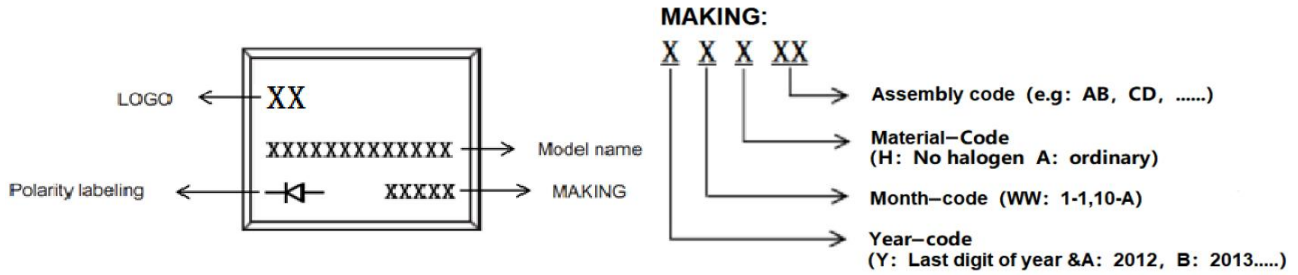 MAKING:
X X X XX
LOGO
XX
Assembly code (e.g: AB, CD, ......)
XXXXXXXXXXXXX
Model name
Material-Code
(H: No halogen A: ordinary)
Polarity labeling
XXXXX
MAKING
Month-code (WW: 1-1,10-A)
Year-code
(Y: Last digit of year &A: 2012, B: 2013.....)